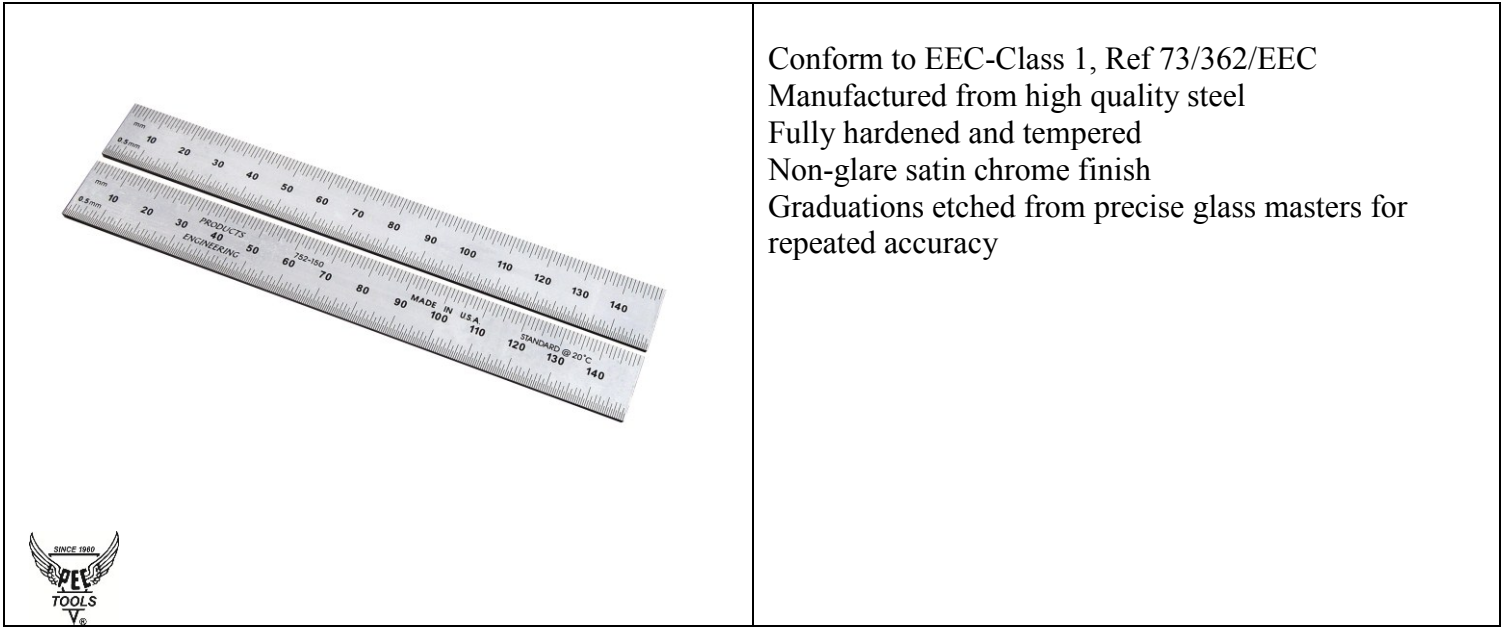 mm
0.5mm 10 20 30 40 50 60 70 80 90 100 110 120 130 140
mm
0.5mm 10 20 30 40 50 60 70 80 90 100 110 120 130 140
PRODUCTS
ENGINEERING
752-150
MADE IN U.S.A.
STANDARD @ 20°C
SINCE 1960
PEC
TOOLS
®
Conform to EEC-Class 1, Ref 73/362/EEC
Manufactured from high quality steel
Fully hardened and tempered
Non-glare satin chrome finish
Graduations etched from precise glass masters for
repeated accuracy